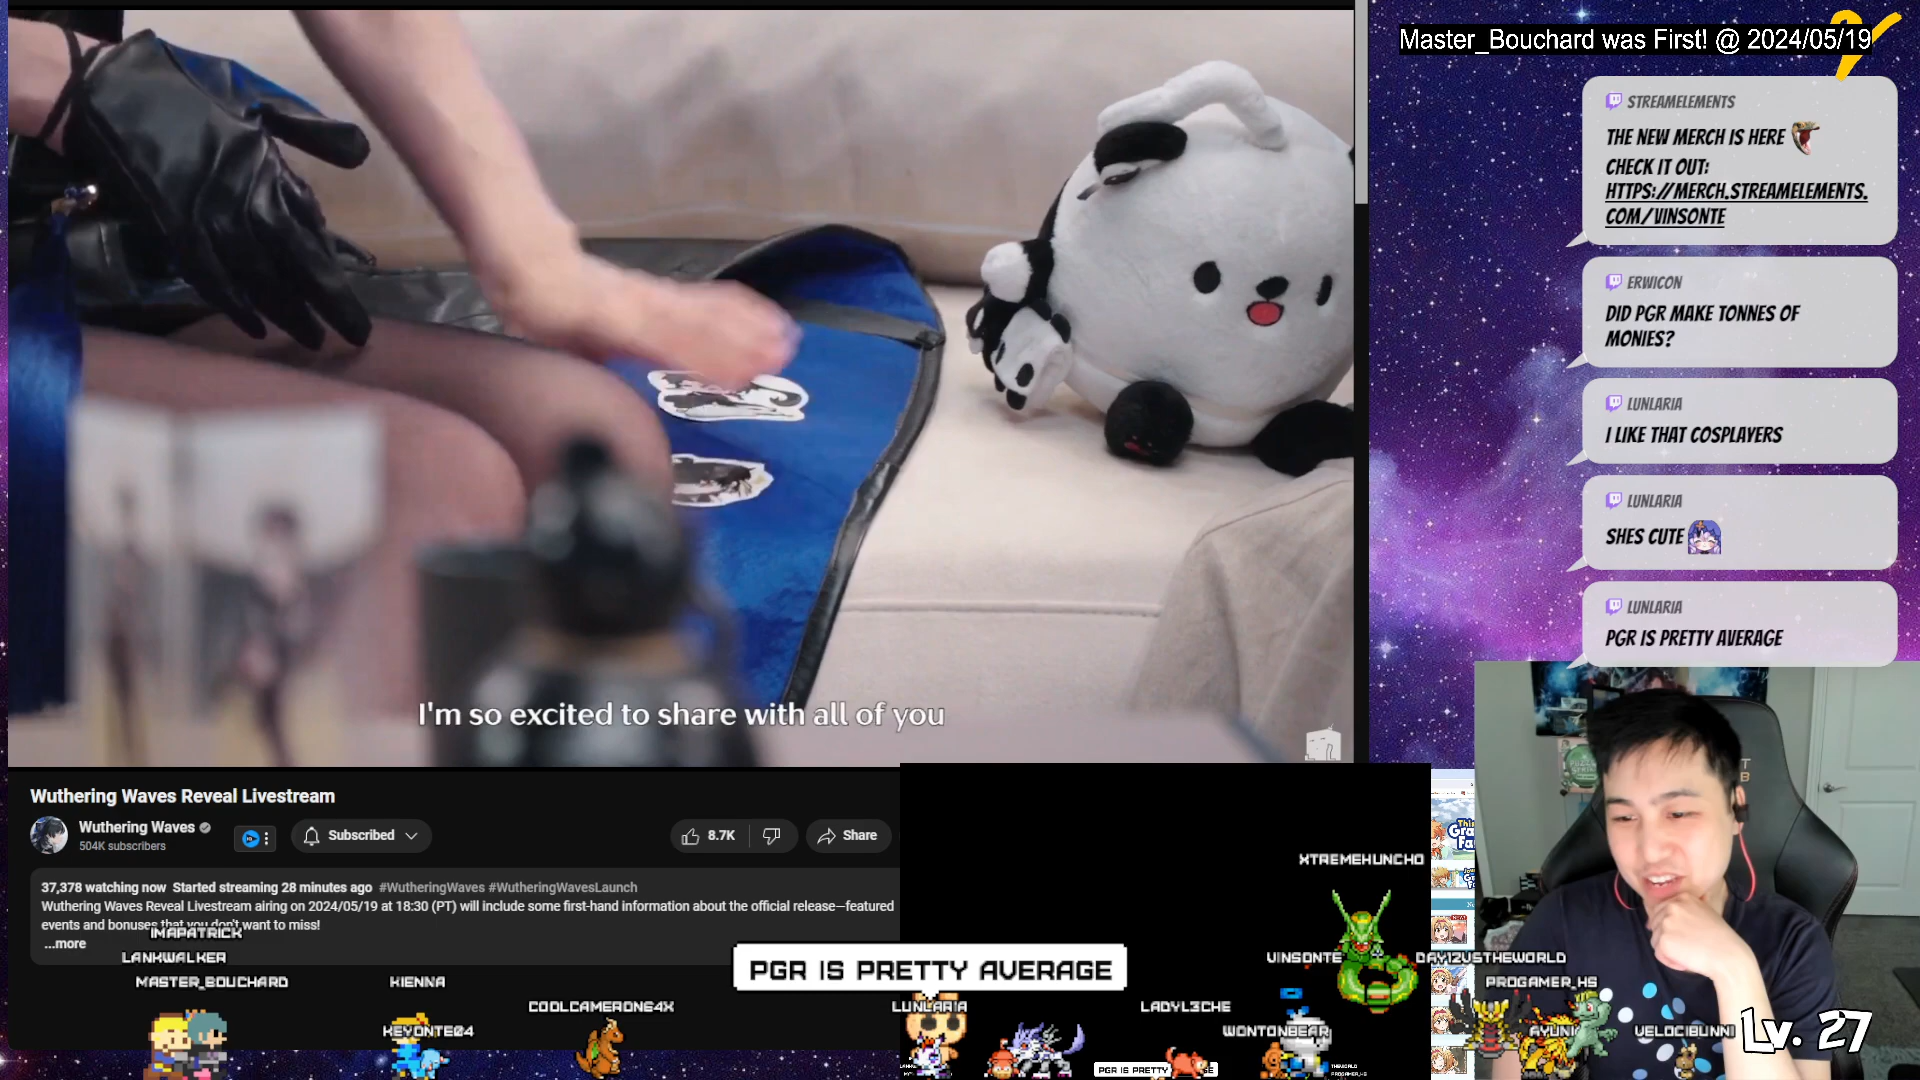 Master_Bouchard was First! @ 2024/05/19
STREAMELEMENTS
THE NEW MERCH IS HERE
CHECK IT OUT:
HTTPS://MERCH.STREAMELEMENTS.
COM/VINSONTE
ERWICON
DID PGR MAKE TONNES OF
MONIES?
LUNLARIA
I LIKE THAT COSPLAYERS
LUNLARIA
SHES CUTE
LUNLARIA
PGR IS PRETTY AVERAGE
I'm so excited to share with all of you
Wuthering Waves Reveal Livestream
Wuthering Waves
504K subscribers
Subscribed
8.7K
Share
37,378 watching now Started streaming 28 minutes ago #WutheringWaves #WutheringWavesLaunch
Wuthering Waves Reveal Livestream airing on 2024/05/19 at 18:30 (PT) will include some first-hand information about the official release—featured
events and bonuses that you don't want to miss!
...more
IMAPATRICK
LANKWALKER
MASTER_BOUCHARD
KIENNA
KEYONTE04
COOLCAMERON64X
PGR IS PRETTY AVERAGE
LUNLARIA
LADYL3CHE
WONTONBEAR
XTREMEHUNCHO
VINSONTE
DAY12VSTHEWORLD
PROGAMER_HS
AYUNI
VELOCIBUNNI
Lv. 27
PGR IS PRETTY